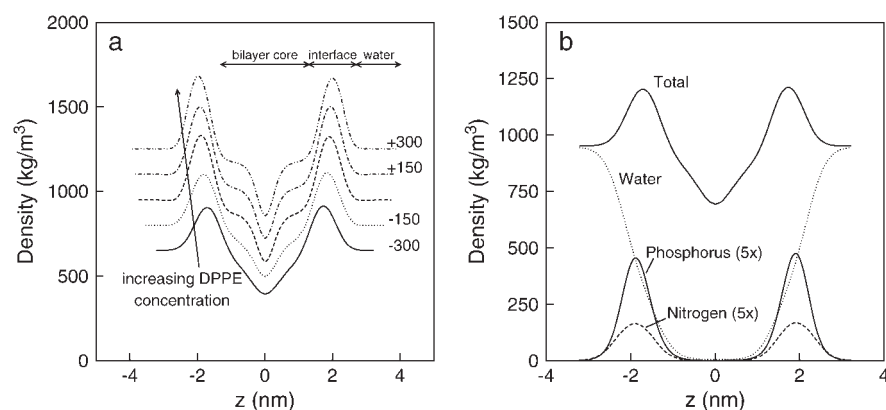 a
bilayer core
interface
water
2000
1500
1000
500
0
+300
+150
-150
-300
increasing DPPE
concentration
-4
-2
0
2
4
z (nm)
Density (kg/m³)
b
1500
1250
1000
750
500
250
0
Total
Water
Phosphorus (5x)
Nitrogen (5x)
-4
-2
0
2
4
z (nm)
Density (kg/m³)